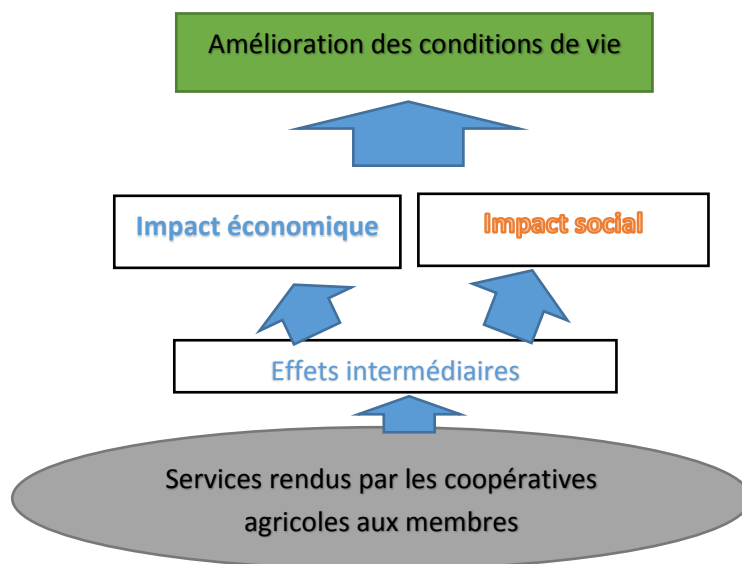 Amélioration des conditions de vie
Impact économique
Impact social
Effets intermédiaires
Services rendus par les coopératives
agricoles aux membres